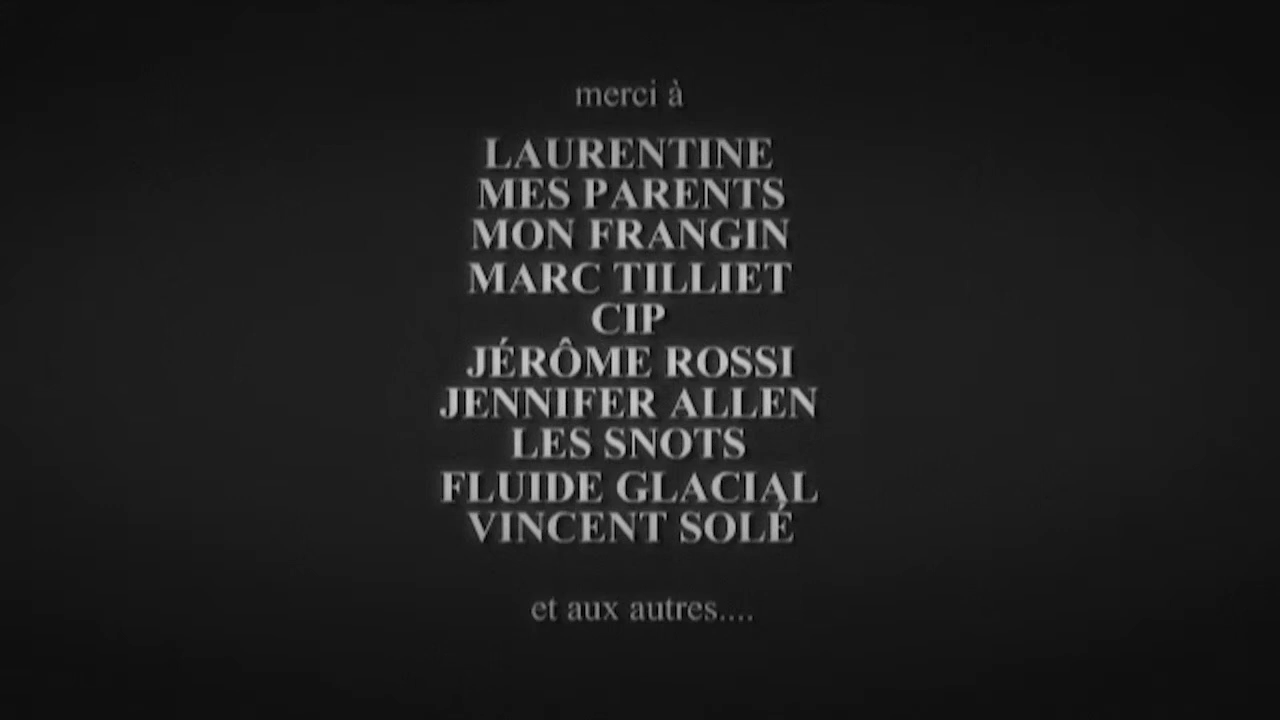 merci à
LAURENTINE
MES PARENTS
MON FRANGIN
MARC TILLIET
CIP
JÉRÔME ROSSI
JENNIFER ALLEN
LES SNOTS
FLUIDE GLACIAL
VINCENT SOLÉ
et aux autres....